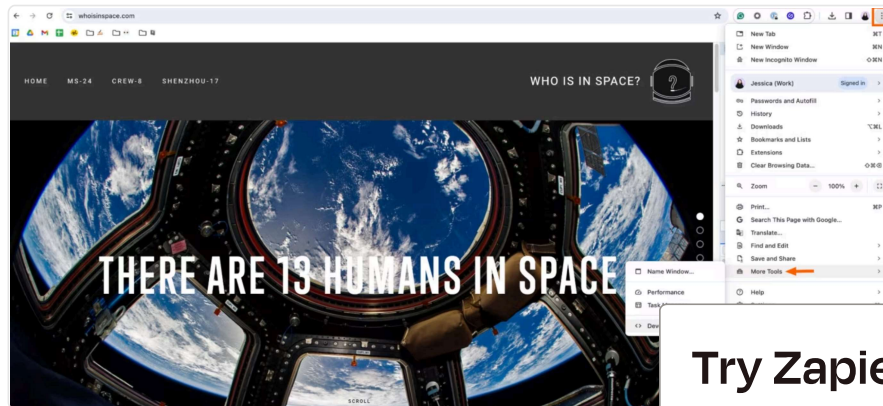 whoisinspace.com
New Tab ⌘T
New Window ⌘N
New Incognito Window ⇧⌘N
HOME MS-24 CREW-8 SHENZHOU-17
WHO IS IN SPACE?
Jessica (Work) Signed in
Passwords and Autofill
History
Downloads ⌥⌘L
Bookmarks and Lists
Extensions
Clear Browsing Data...
Zoom - 100% +
Print... ⌘P
Search This Page with Google...
Translate...
Find and Edit
Save and Share
More Tools
Help
Name Window...
Performance
THERE ARE 13 HUMANS IN SPACE
SCROLL
Try Zapie